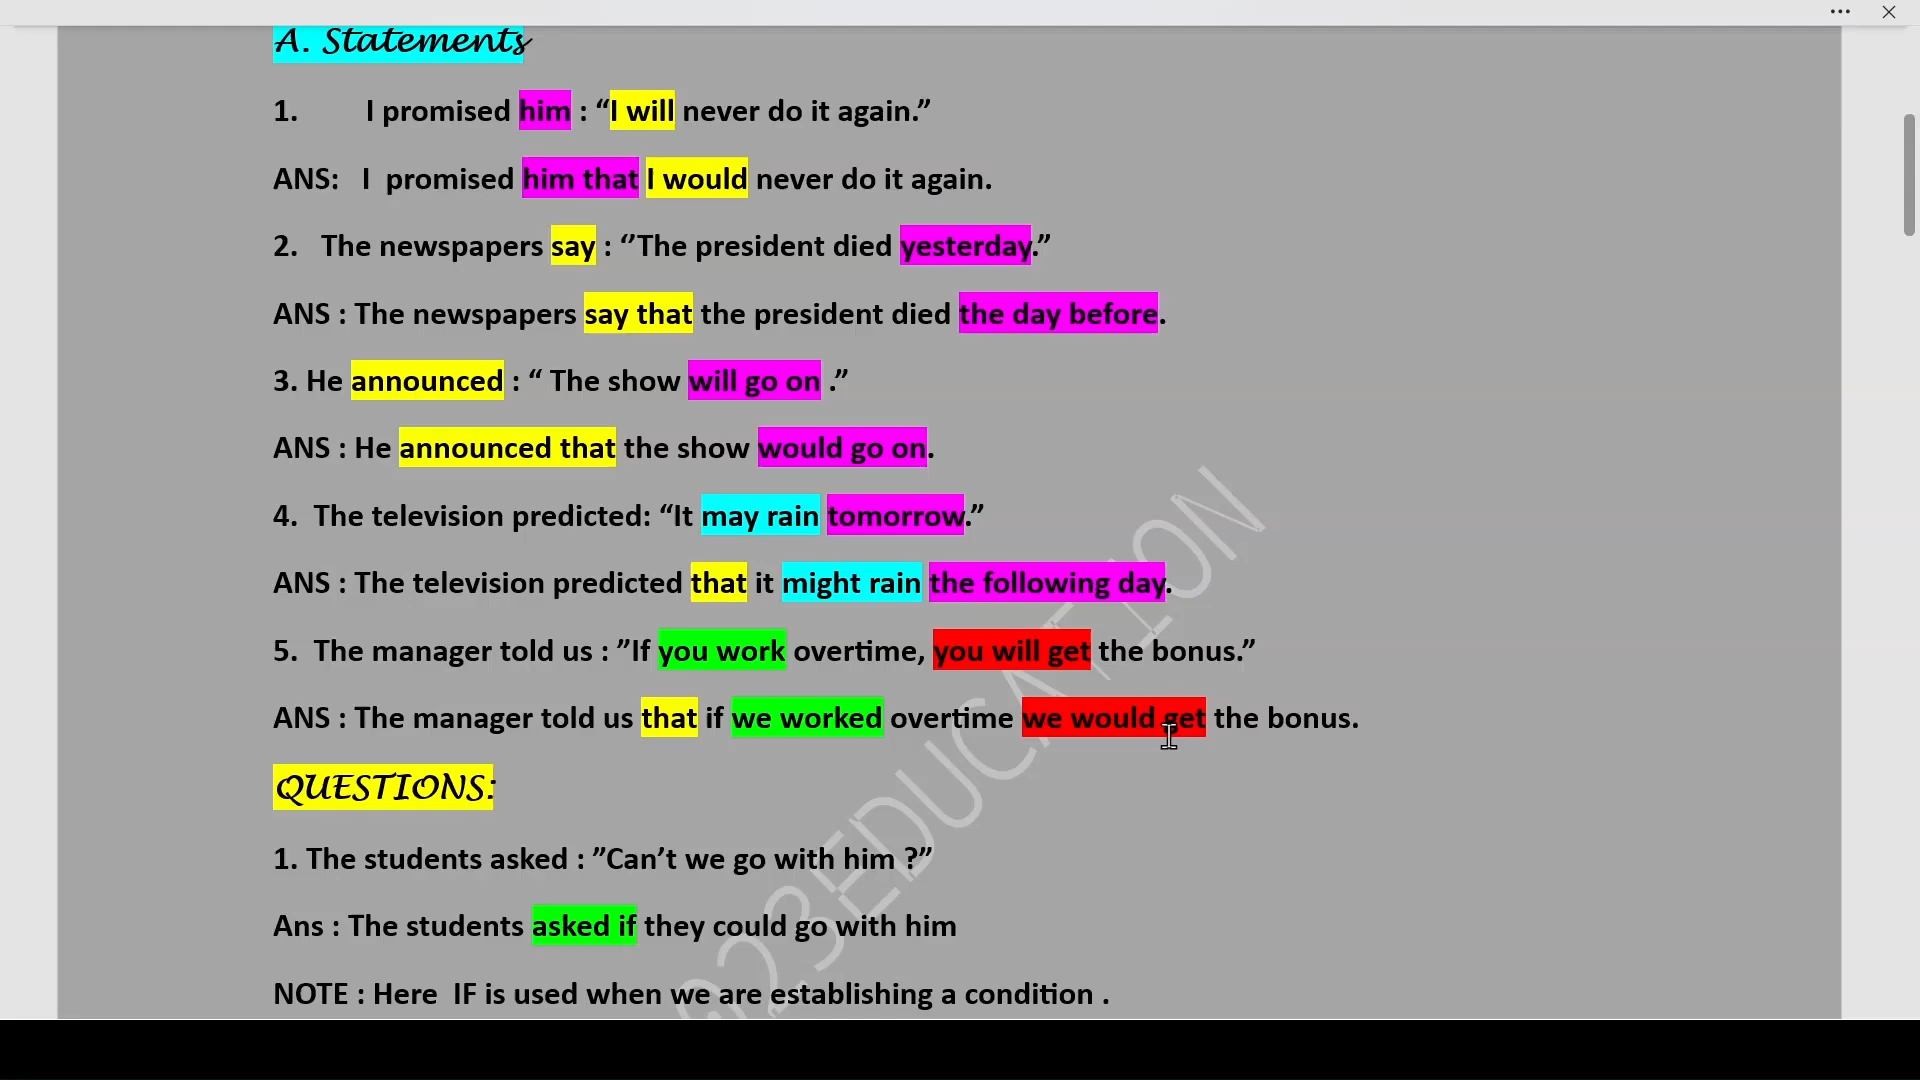 A. Statements
1. I promised him : “I will never do it again.”
ANS: I promised him that I would never do it again.
2. The newspapers say : ‘’The president died yesterday.”
ANS : The newspapers say that the president died the day before.
3. He announced : “ The show will go on .”
ANS : He announced that the show would go on.
4. The television predicted: “It may rain tomorrow.”
ANS : The television predicted that it might rain the following day.
5. The manager told us : ”If you work overtime, you will get the bonus.”
ANS : The manager told us that if we worked overtime we would get the bonus.
QUESTIONS:
1. The students asked : ”Can’t we go with him ?”
Ans : The students asked if they could go with him
NOTE : Here IF is used when we are establishing a condition .
023EDUCATION